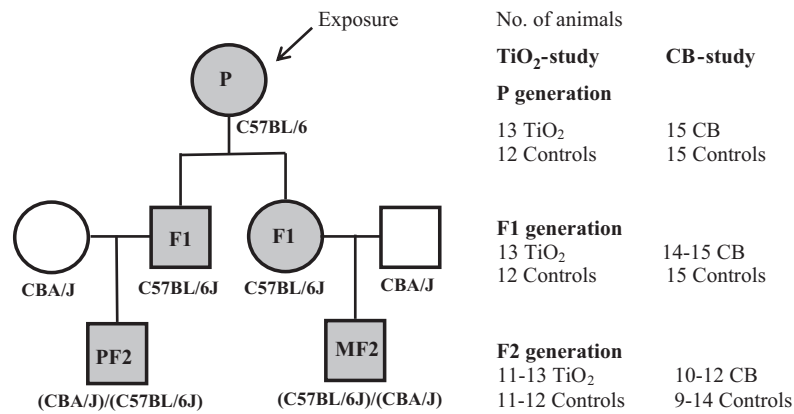 Exposure
P
C57BL/6
F1
F1
CBA/J
C57BL/6J
C57BL/6J
CBA/J
PF2
MF2
(CBA/J)/(C57BL/6J)
(C57BL/6J)/(CBA/J)
No. of animals
TiO2-study CB-study
P generation
13 TiO2 15 CB
12 Controls 15 Controls
F1 generation
13 TiO2 14-15 CB
12 Controls 15 Controls
F2 generation
11-13 TiO2 10-12 CB
11-12 Controls 9-14 Controls